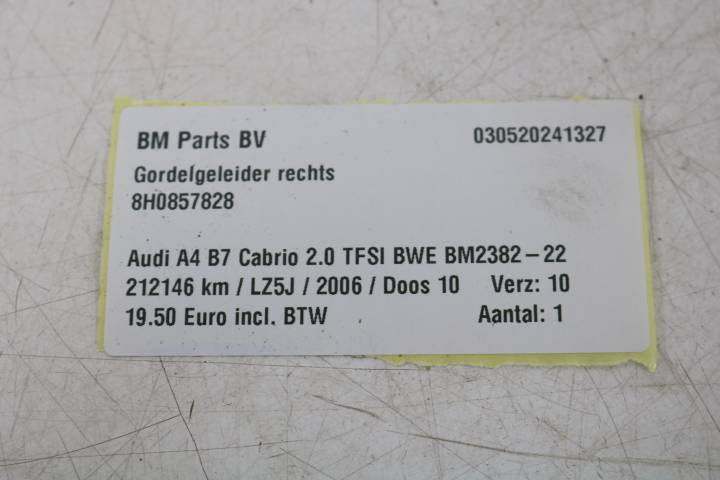 BM Parts BV 030520241327
Gordelgeleider rechts
8H0857828
Audi A4 B7 Cabrio 2.0 TFSI BWE BM2382-22
212146 km / LZ5J / 2006 / Doos 10 Verz: 10
19.50 Euro incl. BTW Aantal: 1